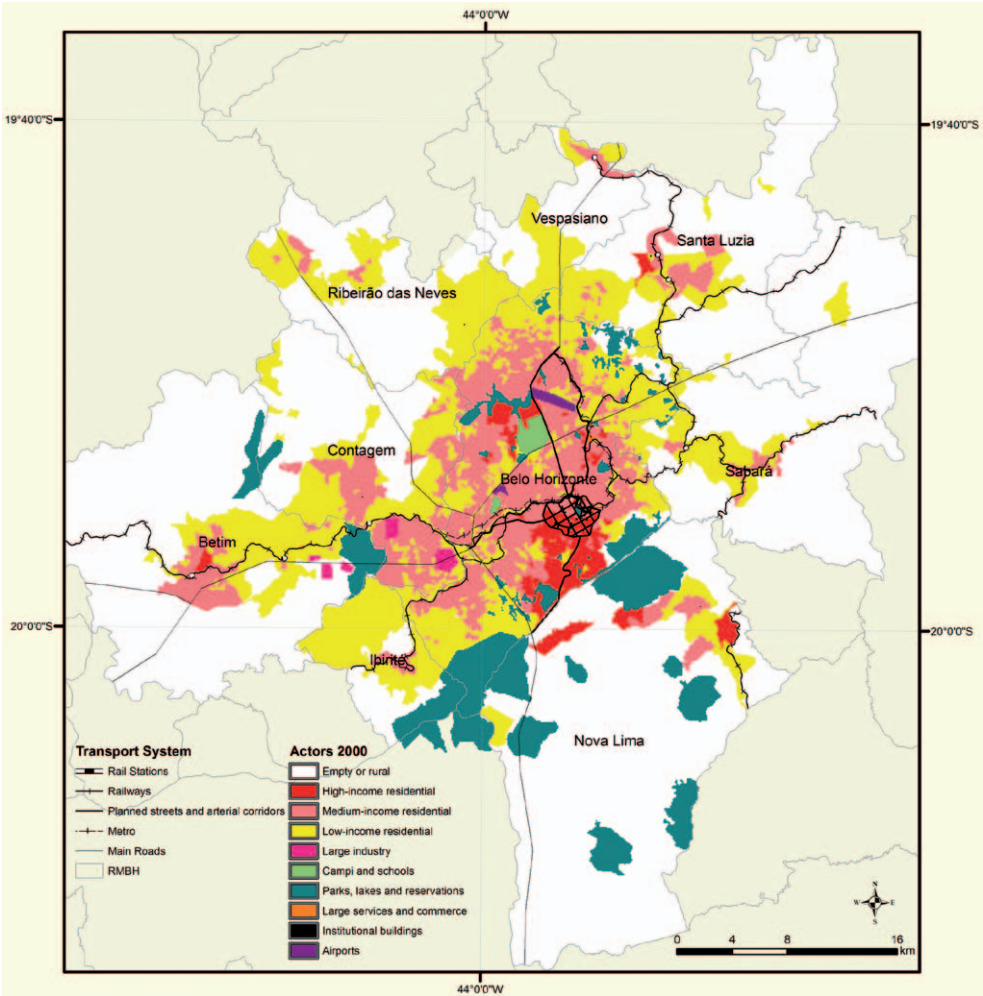 44°0'0"W
19°40'0"S
19°40'0"S
Vespasiano
Santa Luzia
Ribeirão das Neves
Contagem
Belo Horizonte
Sabará
Betim
20°0'0"S
20°0'0"S
Ibirité
Nova Lima
Transport System
Rail Stations
Railways
Planned streets and arterial corridors
Metro
Main Roads
RMBH
Actors 2000
Empty or rural
High-income residential
Medium-income residential
Low-income residential
Large industry
Campi and schools
Parks, lakes and reservations
Large services and commerce
Institutional buildings
Airports
N
W E
S
0 4 8 16
km
44°0'0"W